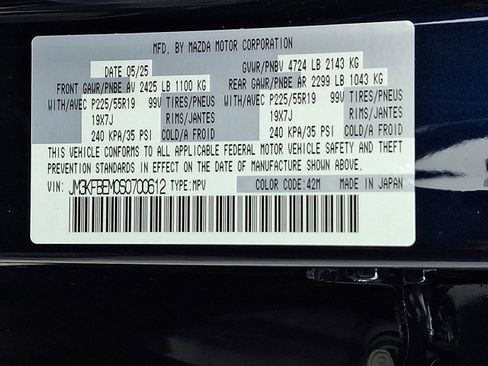 MFD. BY MAZDA MOTOR CORPORATION
DATE 05/25 GVWR/PNBV 4724 LB 2143 KG
FRONT GAWR/PNBE AV 2425 LB 1100 KG REAR GAWR/PNBE AR 2299 LB 1043 KG
WITH/AVEC P225/55R19 99V TIRES/PNEUS WITH/AVEC P225/55R19 99V TIRES/PNEUS
19X7J RIMS/JANTES 19X7J RIMS/JANTES
240 KPA/35 PSI COLD/A FROID 240 KPA/35 PSI COLD/A FROID
THIS VEHICLE CONFORMS TO ALL APPLICABLE FEDERAL MOTOR VEHICLE SAFETY AND THEFT
PREVENTION STANDARDS IN EFFECT ON THE DATE OF MANUFACTURE SHOWN ABOVE.
VIN: JM3KFBEM0S0700612 TYPE:MPV COLOR CODE:42M MADE IN JAPAN